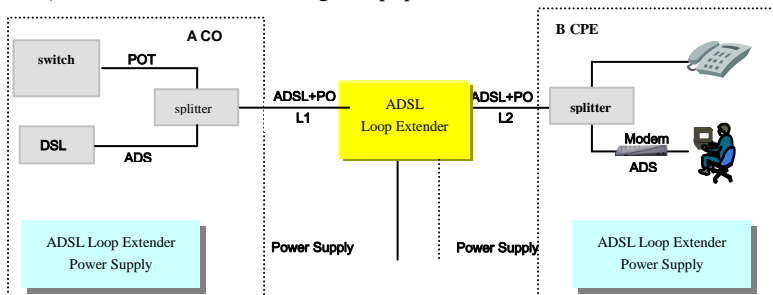 A CO
switch
POT
splitter
DSL
ADS
ADSL+PO
L1
ADSL
Loop Extender
ADSL+PO
L2
B CPE
splitter
Modem
ADS
Power Supply
Power Supply
ADSL Loop Extender
Power Supply
ADSL Loop Extender
Power Supply